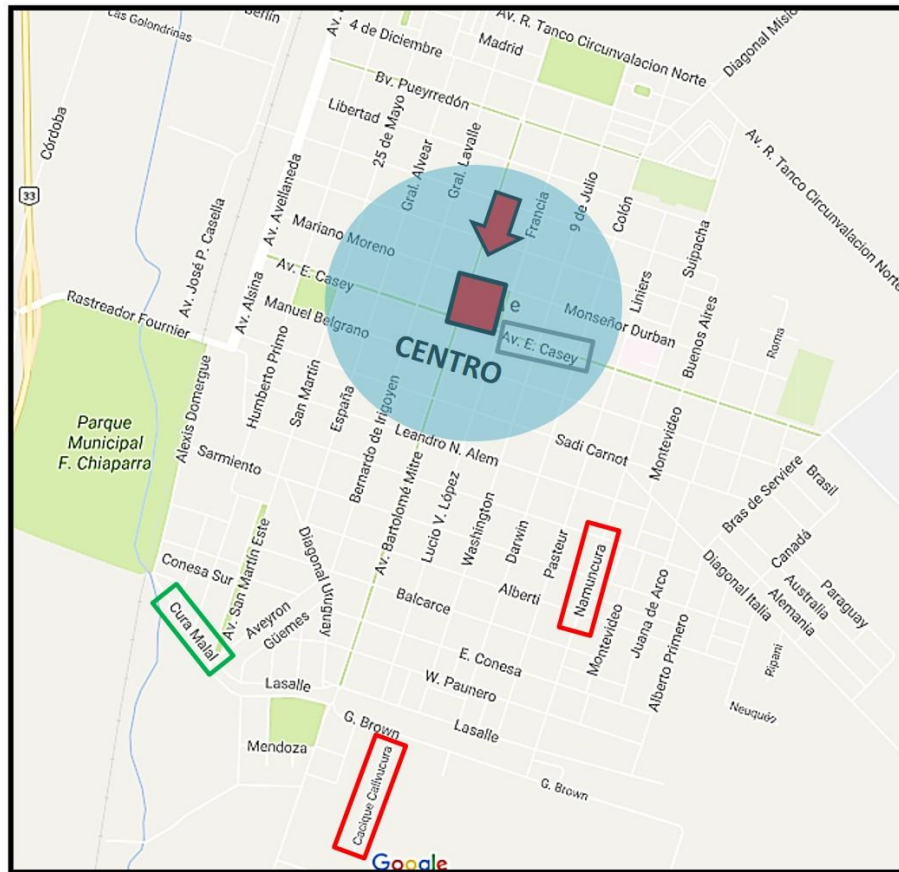 Las Golondrinas
Berlín
Av.
4 de Diciembre
Madrid
Av. R. Tanco Circunvalacion Norte
Diagonal Misio
Bv. Pueyrredón
Libertad
25 de Mayo
Gral. Alvear
Gral. Lavalle
Córdoba
33
Av. José P. Casella
Av. Avellaneda
Francia
9 de Julio
Colón
Suipacha
Av. R. Tanco Circunvalacion Norte
Mariano Moreno
Av. E. Casey
Manuel Belgrano
e
CENTRO
Av. E. Casey
Monseñor Durban
Liniers
Buenos Aires
Roma
Rastreador Fournier
Av. Alsina
Humberto Primo
San Martín
España
Bernardo de Irigoyen
Leandro N. Alem
Sadi Carnot
Montevideo
Parque
Municipal
F. Chiaparra
Alexis Domergue
Sarmiento
Av. Bartolomé Mitre
Lucio V. López
Washington
Darwin
Pasteur
Namuncura
Bras de Serviere
Brasil
Canadá
Australia
Paraguay
Alemania
Diagonal Italia
Conesa Sur
Av. San Martín Este
Diagonal Uruguay
Aveyron
Güemes
Cura Malal
Balcarce
Alberti
Montevideo
Juana de Arco
Alberto Primero
E. Conesa
W. Paunero
Ripani
Neuquén
Lasalle
Lasalle
G. Brown
G. Brown
Mendoza
Cacique Calivucura
Google